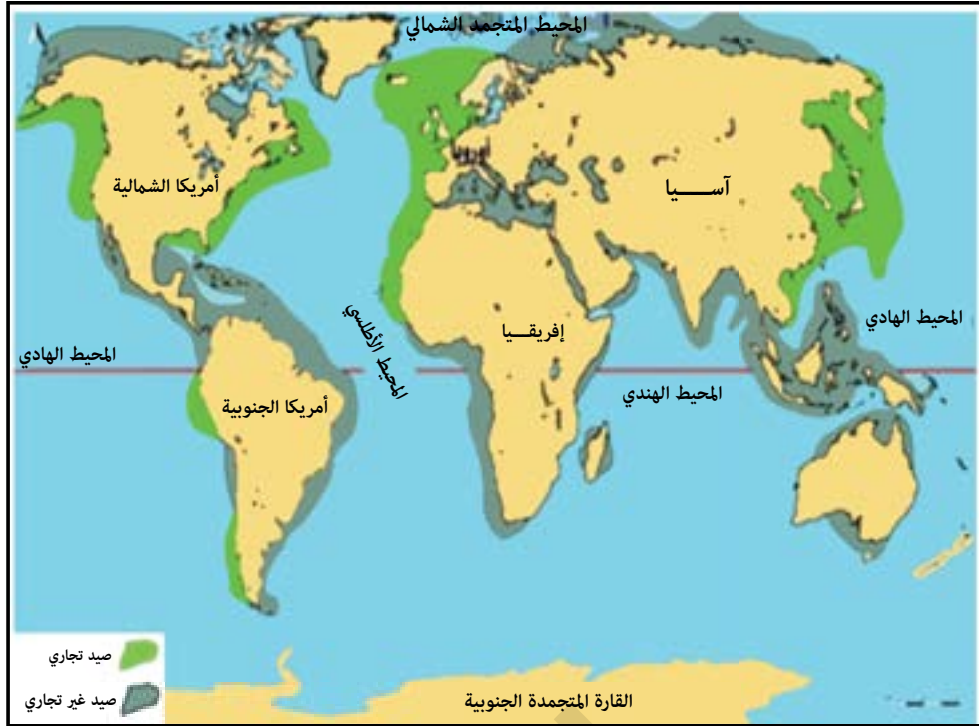 المحيط المتجمد الشمالي
أمريكا الشمالية
آســـــيا
المحيط الأطلسي
إفريقـــيا
المحيط الهادي
المحيط الهادي
المحيط الهندي
أمريكا الجنوبية
صيد تجاري
صيد غير تجاري
القارة المتجمدة الجنوبية